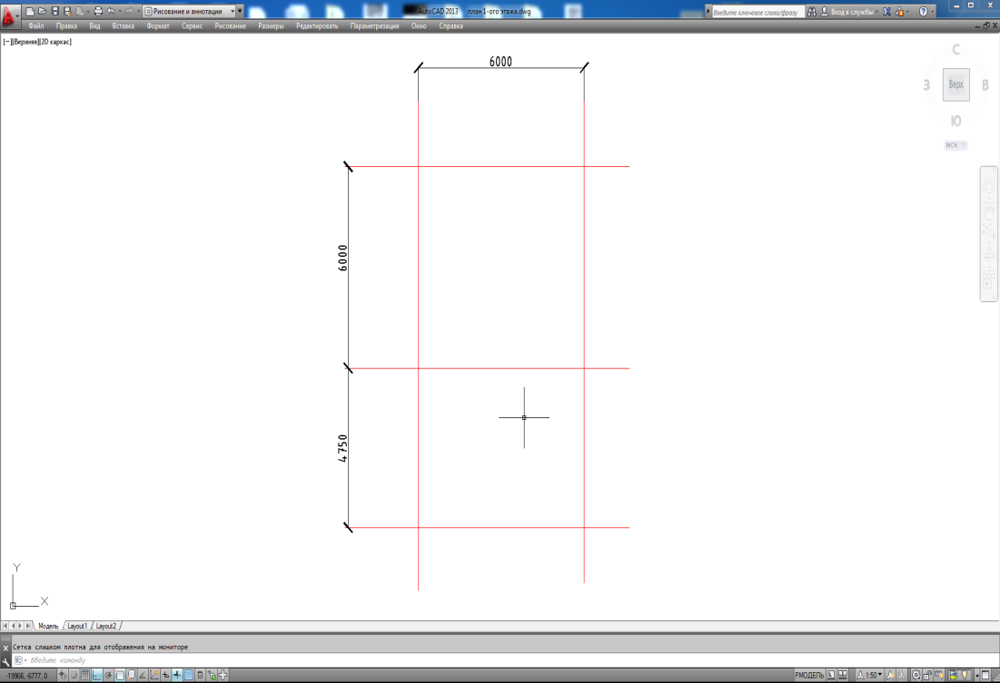 Рисование и аннотации
AutoCAD 2013 план 1-ого этажа.dwg
Введите ключевое слово/фразу
Вход в службы
Файл Правка Вид Вставка Формат Сервис Рисование Размеры Редактировать Параметризация Окно Справка
[−][Верхняя][2D каркас]
6000
С
З Верх В
Ю
МСК
6000
4750
Y
X
Модель Layout1 Layout2
Сетка слишком плотна для отображения на мониторе
Введите команду
-19966, -6777, 0
РМОДЕЛЬ 1:50